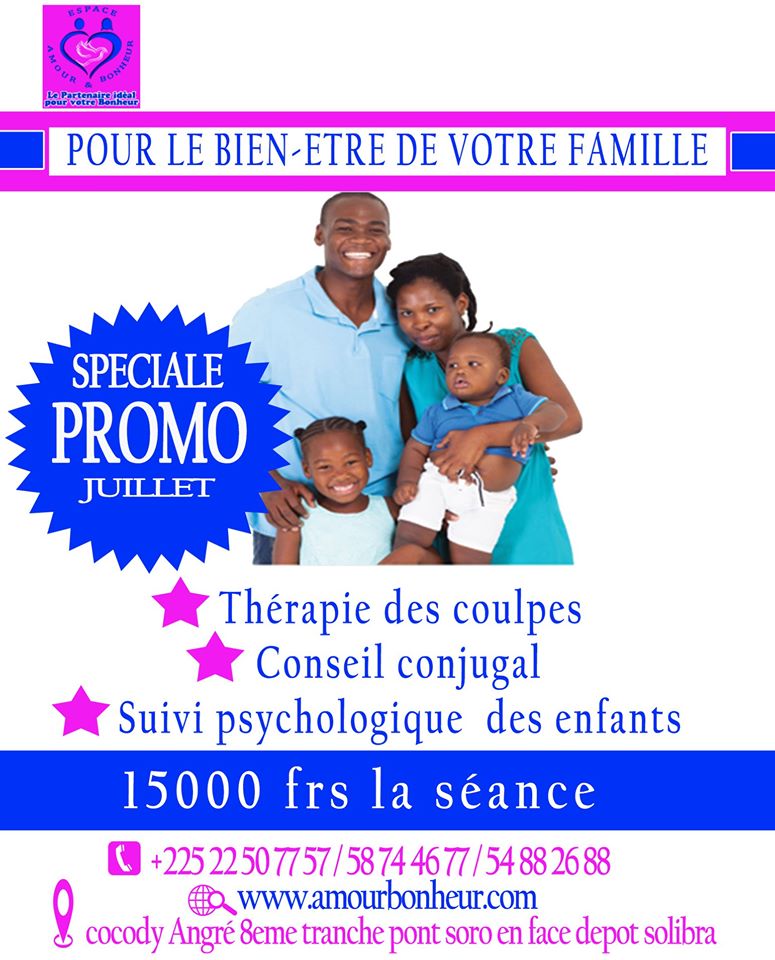 ESPACE
AMOUR & BONHEUR
Le Partenaire idéal
pour votre Bonheur
POUR LE BIEN-ETRE DE VOTRE FAMILLE
SPECIALE
PROMO
JUILLET
Thérapie des coulpes
Conseil conjugal
Suivi psychologique des enfants
15000 frs la séance
+225 22 50 77 57 / 58 74 46 77 / 54 88 26 88
www.amourbonheur.com
cocody Angré 8eme tranche pont soro en face depot solibra